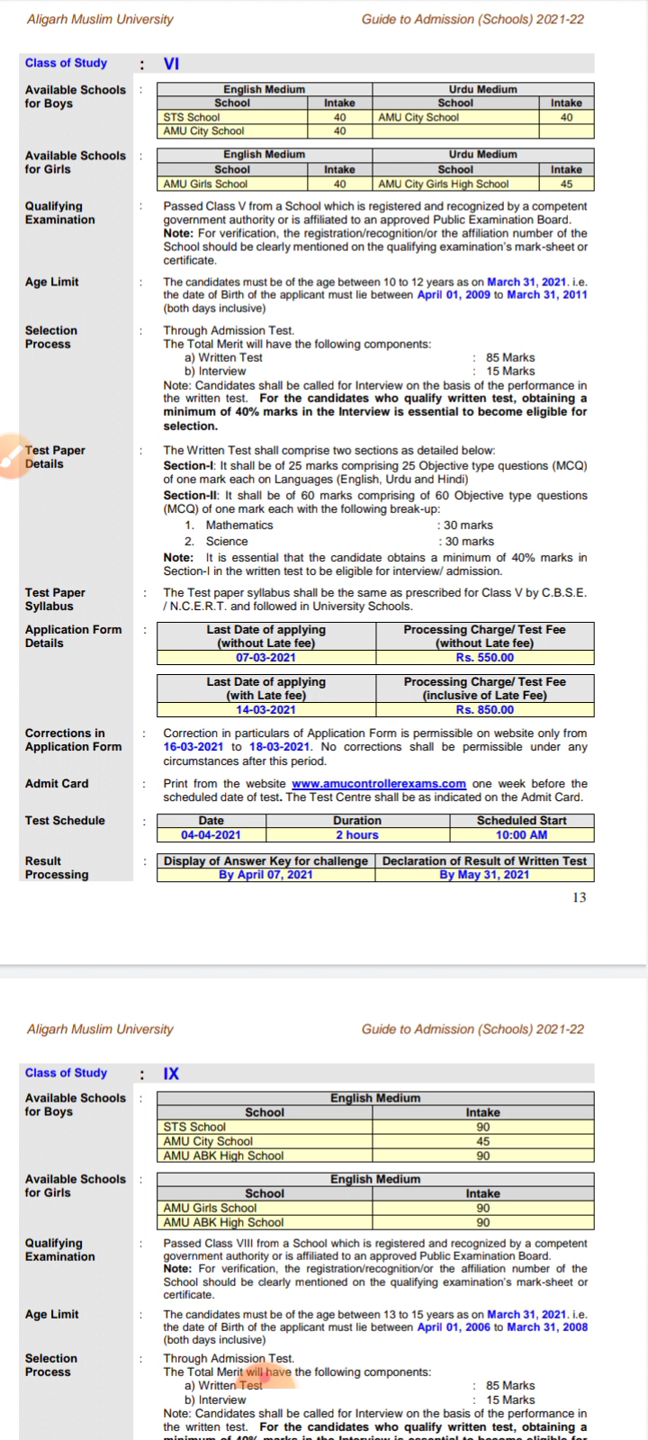 Aligarh Muslim University Guide to Admission (Schools) 2021-22
Class of Study : VI
Available Schools for Boys :
English Medium Urdu Medium
School Intake School Intake
STS School 40 AMU City School 40
AMU City School 40
Available Schools for Girls :
English Medium Urdu Medium
School Intake School Intake
AMU Girls School 40 AMU City Girls High School 45
Qualifying Examination :
Passed Class V from a School which is registered and recognized by a competent
government authority or is affiliated to an approved Public Examination Board.
Note: For verification, the registration/recognition/or the affiliation number of the
School should be clearly mentioned on the qualifying examination's mark-sheet or
certificate.
Age Limit :
The candidates must be of the age between 10 to 12 years as on March 31, 2021. i.e.
the date of Birth of the applicant must lie between April 01, 2009 to March 31, 2011
(both days inclusive)
Selection Process :
Through Admission Test.
The Total Merit will have the following components:
a) Written Test : 85 Marks
b) Interview : 15 Marks
Note: Candidates shall be called for Interview on the basis of the performance in
the written test. For the candidates who qualify written test, obtaining a
minimum of 40% marks in the Interview is essential to become eligible for
selection.
Test Paper Details :
The Written Test shall comprise two sections as detailed below:
Section-I: It shall be of 25 marks comprising 25 Objective type questions (MCQ)
of one mark each on Languages (English, Urdu and Hindi)
Section-II: It shall be of 60 marks comprising of 60 Objective type questions
(MCQ) of one mark each with the following break-up:
1. Mathematics : 30 marks
2. Science : 30 marks
Note: It is essential that the candidate obtains a minimum of 40% marks in
Section-I in the written test to be eligible for interview/ admission.
Test Paper Syllabus :
The Test paper syllabus shall be the same as prescribed for Class V by C.B.S.E.
/ N.C.E.R.T. and followed in University Schools.
Application Form Details :
Last Date of applying Processing Charge/ Test Fee
(without Late fee) (without Late fee)
07-03-2021 Rs. 550.00
Last Date of applying Processing Charge/ Test Fee
(with Late fee) (inclusive of Late Fee)
14-03-2021 Rs. 850.00
Corrections in Application Form :
Correction in particulars of Application Form is permissible on website only from
16-03-2021 to 18-03-2021. No corrections shall be permissible under any
circumstances after this period.
Admit Card :
Print from the website www.amucontrollerexams.com one week before the
scheduled date of test. The Test Centre shall be as indicated on the Admit Card.
Test Schedule :
Date Duration Scheduled Start
04-04-2021 2 hours 10:00 AM
Result Processing :
Display of Answer Key for challenge Declaration of Result of Written Test
By April 07, 2021 By May 31, 2021
13
Aligarh Muslim University Guide to Admission (Schools) 2021-22
Class of Study : IX
Available Schools for Boys :
English Medium
School Intake
STS School 90
AMU City School 45
AMU ABK High School 90
Available Schools for Girls :
English Medium
School Intake
AMU Girls School 90
AMU ABK High School 90
Qualifying Examination :
Passed Class VIII from a School which is registered and recognized by a competent
government authority or is affiliated to an approved Public Examination Board.
Note: For verification, the registration/recognition/or the affiliation number of the
School should be clearly mentioned on the qualifying examination's mark-sheet or
certificate.
Age Limit :
The candidates must be of the age between 13 to 15 years as on March 31, 2021. i.e.
the date of Birth of the applicant must lie between April 01, 2006 to March 31, 2008
(both days inclusive)
Selection Process :
Through Admission Test.
The Total Merit will have the following components:
a) Written Test : 85 Marks
b) Interview : 15 Marks
Note: Candidates shall be called for Interview on the basis of the performance in
the written test. For the candidates who qualify written test, obtaining a
minimum of 40% marks in the Interview is essential to become eligible for